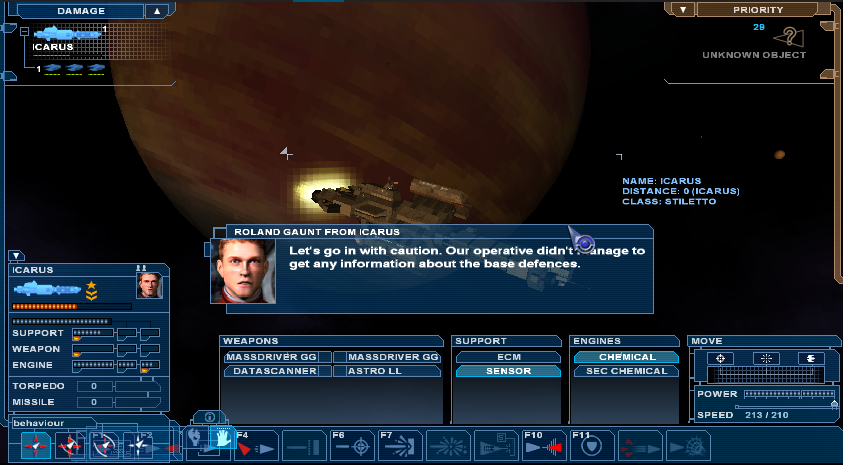 DAMAGE
1
ICARUS
1
PRIORITY
29
UNKNOWN OBJECT
NAME: ICARUS
DISTANCE: 0 (ICARUS)
CLASS: STILETTO
ROLAND GAUNT FROM ICARUS
Let's go in with caution. Our operative didn't manage to
get any information about the base defences.
ICARUS
SUPPORT
WEAPON
ENGINE
TORPEDO 0
MISSILE 0
WEAPONS
MASSDRIVER GG MASSDRIVER GG
DATASCANNER ASTRO LL
SUPPORT
ECM
SENSOR
ENGINES
CHEMICAL
SEC CHEMICAL
MOVE
POWER
SPEED 213 / 210
behaviour
F2
F4
F6
F7
F10
F11